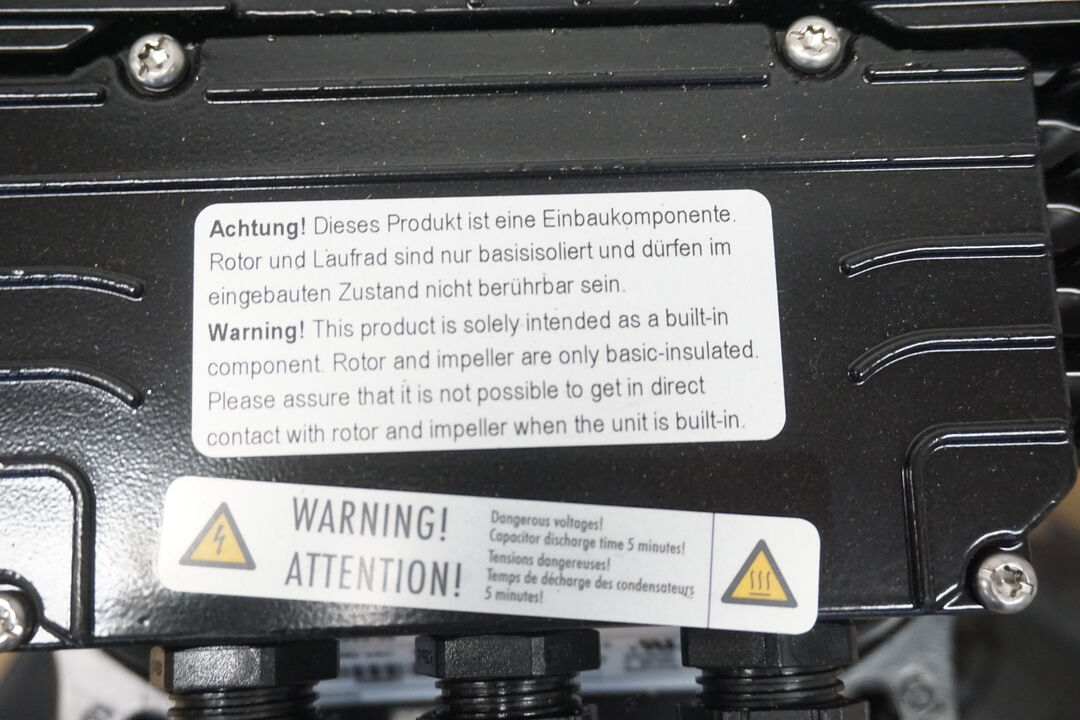 Achtung! Dieses Produkt ist eine Einbaukomponente.
Rotor und Laufrad sind nur basisisoliert und dürfen im
eingebauten Zustand nicht berührbar sein.
Warning! This product is solely intended as a built-in
component. Rotor and impeller are only basic-insulated.
Please assure that it is not possible to get in direct
contact with rotor and impeller when the unit is built-in.
WARNING!
ATTENTION!
Dangerous voltages!
Capacitor discharge time 5 minutes!
Tensions dangereuses!
Temps de décharge des condensateurs
5 minutes!